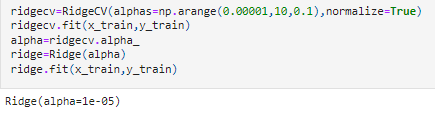 ridgecv=RidgeCV(alphas=np.arange(0.00001,10,0.1),normalize=True)
ridgecv.fit(x_train,y_train)
alpha=ridgecv.alpha_
ridge=Ridge(alpha)
ridge.fit(x_train,y_train)
Ridge(alpha=1e-05)